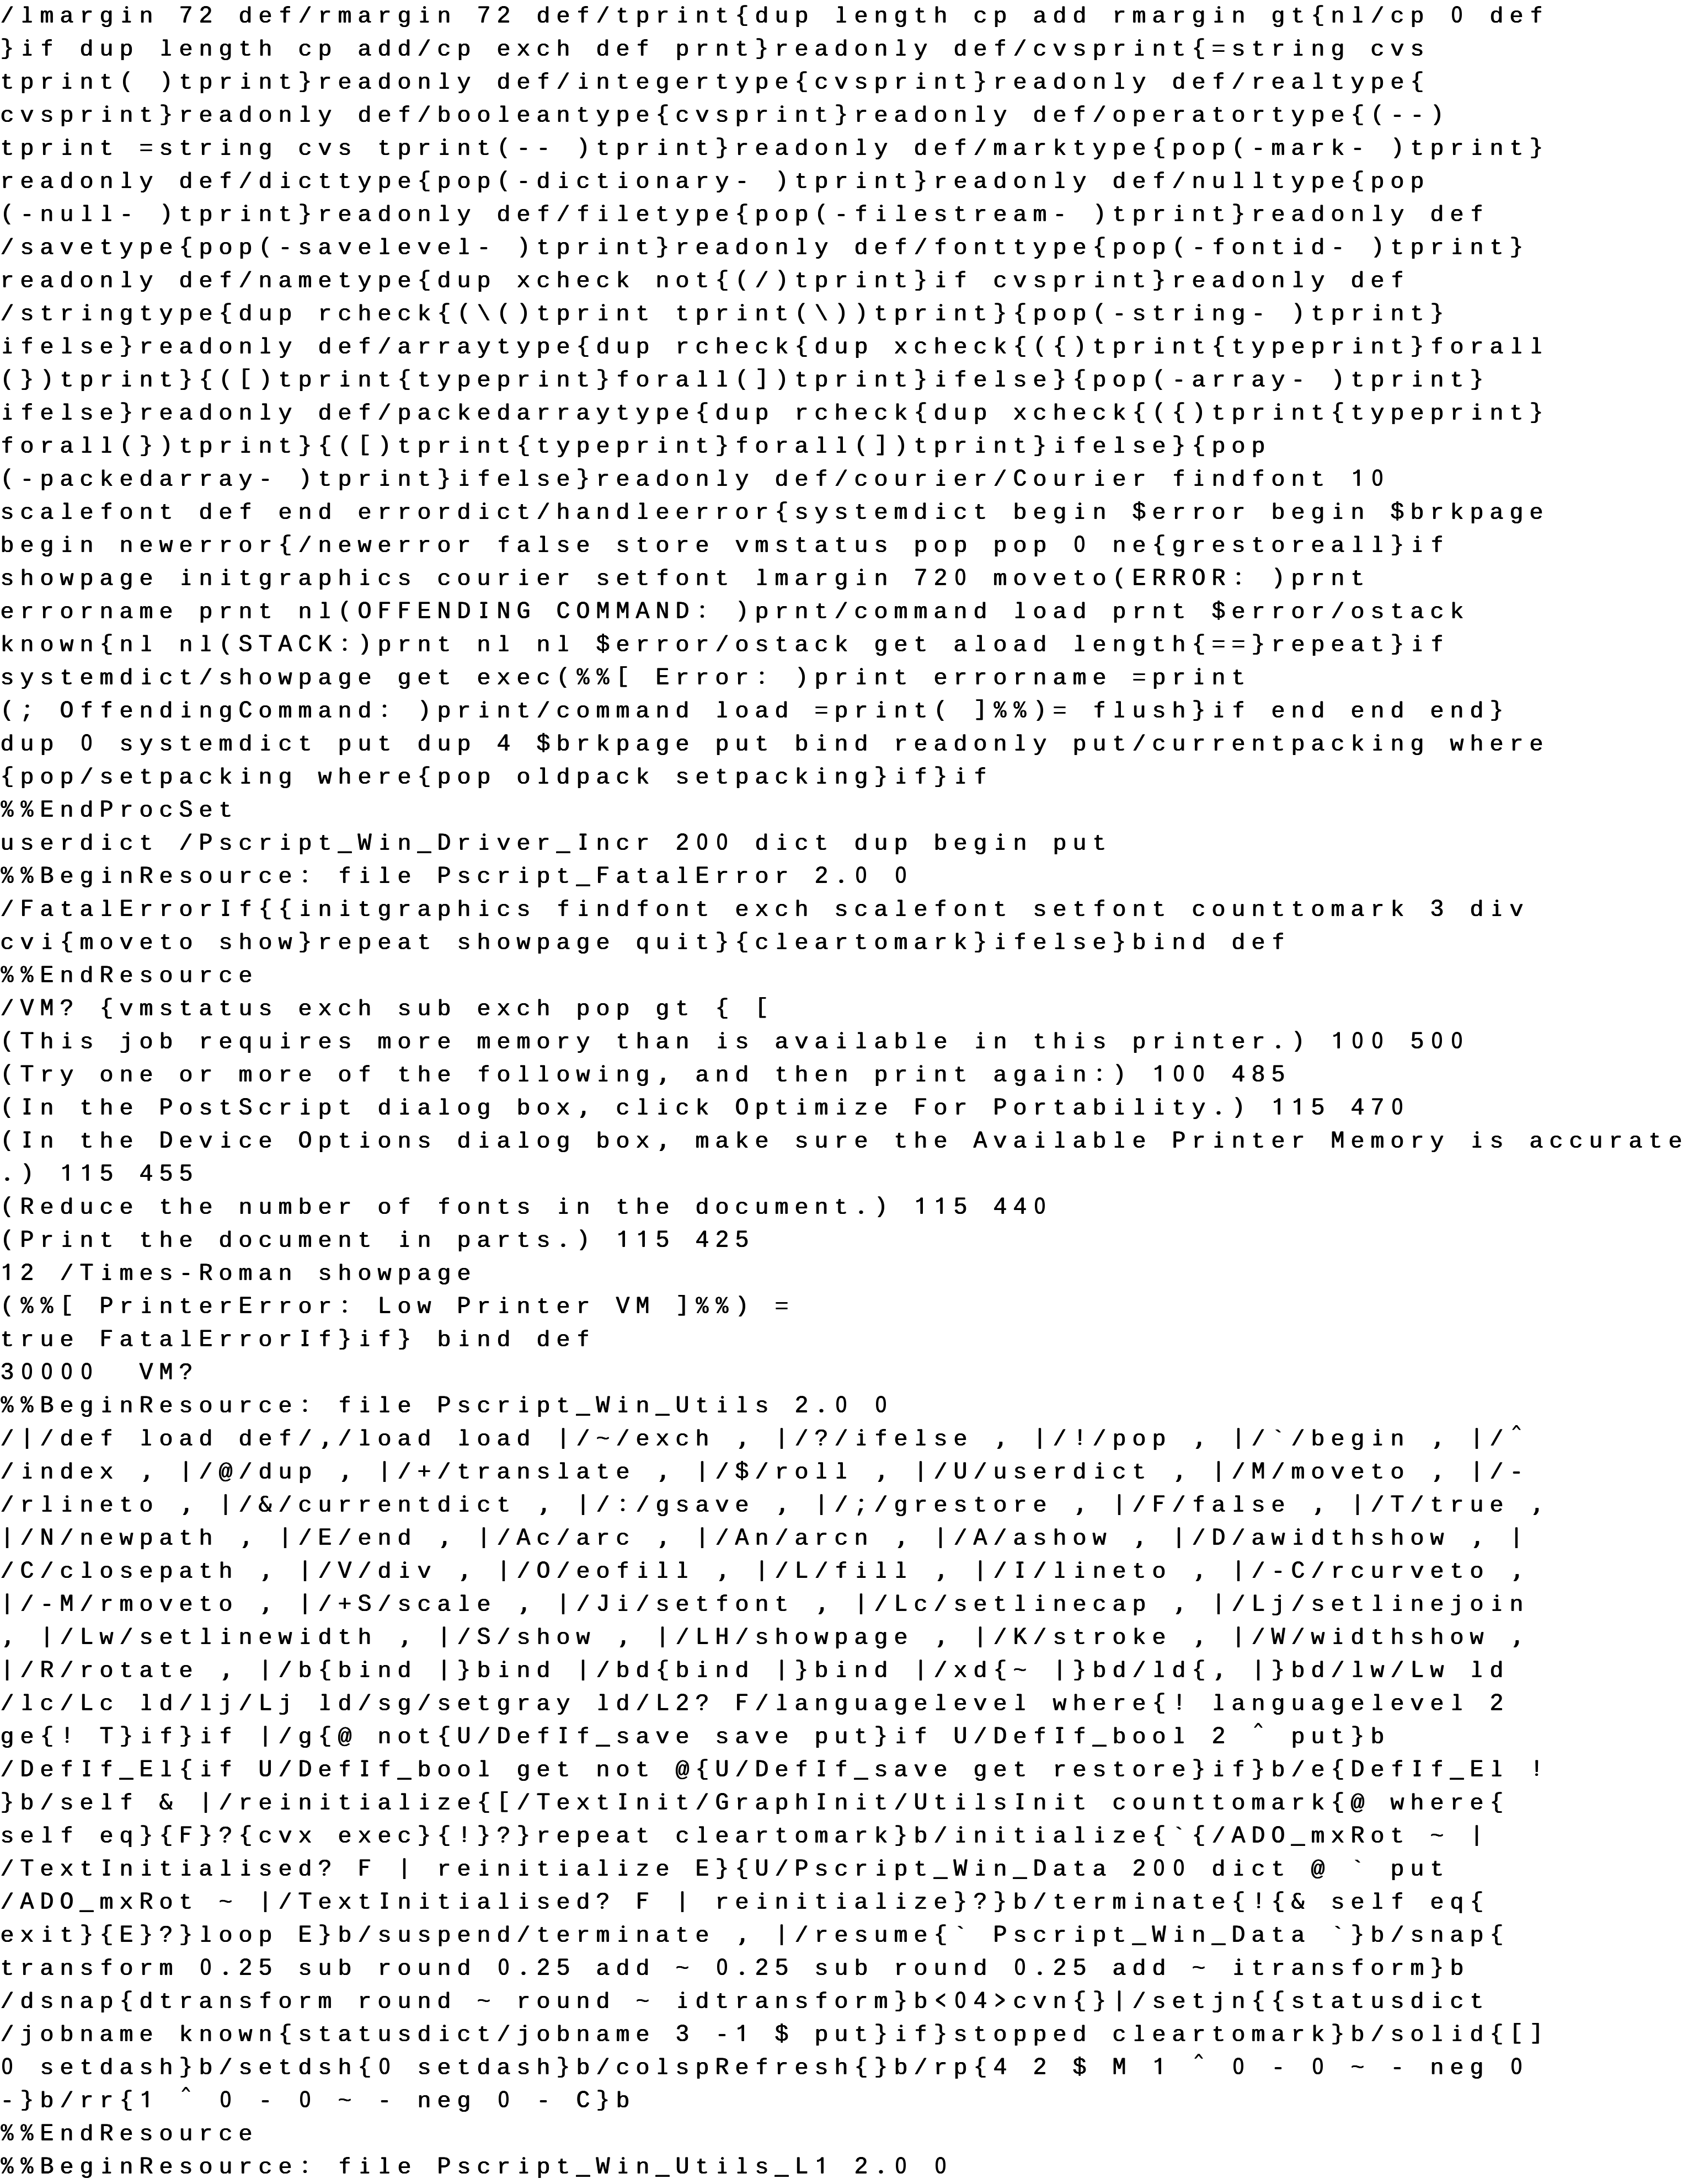 /lmargin 72 def/rmargin 72 def/tprint{dup length cp add rmargin gt{nl/cp 0 def
}if dup length cp add/cp exch def prnt}readonly def/cvsprint{=string cvs
tprint( )tprint}readonly def/integertype{cvsprint}readonly def/realtype{
cvsprint}readonly def/booleantype{cvsprint}readonly def/operatortype{(--)
tprint =string cvs tprint(-- )tprint}readonly def/marktype{pop(-mark- )tprint}
readonly def/dicttype{pop(-dictionary- )tprint}readonly def/nulltype{pop
(-null- )tprint}readonly def/filetype{pop(-filestream- )tprint}readonly def
/savetype{pop(-savelevel- )tprint}readonly def/fonttype{pop(-fontid- )tprint}
readonly def/nametype{dup xcheck not{(/)tprint}if cvsprint}readonly def
/stringtype{dup rcheck{(\()tprint tprint(\))tprint}{pop(-string- )tprint}
ifelse}readonly def/arraytype{dup rcheck{dup xcheck{({)tprint{typeprint}forall
(})tprint}{([)tprint{typeprint}forall(])tprint}ifelse}{pop(-array- )tprint}
ifelse}readonly def/packedarraytype{dup rcheck{dup xcheck{({)tprint{typeprint}
forall(})tprint}{([)tprint{typeprint}forall(])tprint}ifelse}{pop
(-packedarray- )tprint}ifelse}readonly def/courier/Courier findfont 10
scalefont def end errordict/handleerror{systemdict begin $error begin $brkpage
begin newerror{/newerror false store vmstatus pop pop 0 ne{grestoreall}if
showpage initgraphics courier setfont lmargin 720 moveto(ERROR: )prnt
errorname prnt nl(OFFENDING COMMAND: )prnt/command load prnt $error/ostack
known{nl nl(STACK:)prnt nl nl $error/ostack get aload length{==}repeat}if
systemdict/showpage get exec(%%[ Error: )print errorname =print
(; OffendingCommand: )print/command load =print( ]%%)= flush}if end end end}
dup 0 systemdict put dup 4 $brkpage put bind readonly put/currentpacking where
{pop/setpacking where{pop oldpack setpacking}if}if
%%EndProcSet
userdict /Pscript_Win_Driver_Incr 200 dict dup begin put
%%BeginResource: file Pscript_FatalError 2.0 0
/FatalErrorIf{{initgraphics findfont exch scalefont setfont counttomark 3 div
cvi{moveto show}repeat showpage quit}{cleartomark}ifelse}bind def
%%EndResource
/VM? {vmstatus exch sub exch pop gt { [
(This job requires more memory than is available in this printer.) 100 500
(Try one or more of the following, and then print again:) 100 485
(In the PostScript dialog box, click Optimize For Portability.) 115 470
(In the Device Options dialog box, make sure the Available Printer Memory is accurate
.) 115 455
(Reduce the number of fonts in the document.) 115 440
(Print the document in parts.) 115 425
12 /Times-Roman showpage
(%%[ PrinterError: Low Printer VM ]%%) =
true FatalErrorIf}if} bind def
30000  VM?
%%BeginResource: file Pscript_Win_Utils 2.0 0
/|/def load def/,/load load |/~/exch , |/?/ifelse , |/!/pop , |/`/begin , |/^
/index , |/@/dup , |/+/translate , |/$/roll , |/U/userdict , |/M/moveto , |/-
/rlineto , |/&/currentdict , |/:/gsave , |/;/grestore , |/F/false , |/T/true ,
|/N/newpath , |/E/end , |/Ac/arc , |/An/arcn , |/A/ashow , |/D/awidthshow , |
/C/closepath , |/V/div , |/O/eofill , |/L/fill , |/I/lineto , |/-C/rcurveto ,
|/-M/rmoveto , |/+S/scale , |/Ji/setfont , |/Lc/setlinecap , |/Lj/setlinejoin
, |/Lw/setlinewidth , |/S/show , |/LH/showpage , |/K/stroke , |/W/widthshow ,
|/R/rotate , |/b{bind |}bind |/bd{bind |}bind |/xd{~ |}bd/ld{, |}bd/lw/Lw ld
/lc/Lc ld/lj/Lj ld/sg/setgray ld/L2? F/languagelevel where{! languagelevel 2
ge{! T}if}if |/g{@ not{U/DefIf_save save put}if U/DefIf_bool 2 ^ put}b
/DefIf_El{if U/DefIf_bool get not @{U/DefIf_save get restore}if}b/e{DefIf_El !
}b/self & |/reinitialize{[/TextInit/GraphInit/UtilsInit counttomark{@ where{
self eq}{F}?{cvx exec}{!}?}repeat cleartomark}b/initialize{`{/ADO_mxRot ~ |
/TextInitialised? F | reinitialize E}{U/Pscript_Win_Data 200 dict @ ` put
/ADO_mxRot ~ |/TextInitialised? F | reinitialize}?}b/terminate{!{& self eq{
exit}{E}?}loop E}b/suspend/terminate , |/resume{` Pscript_Win_Data `}b/snap{
transform 0.25 sub round 0.25 add ~ 0.25 sub round 0.25 add ~ itransform}b
/dsnap{dtransform round ~ round ~ idtransform}b<04>cvn{}|/setjn{{statusdict
/jobname known{statusdict/jobname 3 -1 $ put}if}stopped cleartomark}b/solid{[]
0 setdash}b/setdsh{0 setdash}b/colspRefresh{}b/rp{4 2 $ M 1 ^ 0 - 0 ~ - neg 0
-}b/rr{1 ^ 0 - 0 ~ - neg 0 - C}b
%%EndResource
%%BeginResource: file Pscript_Win_Utils_L1 2.0 0